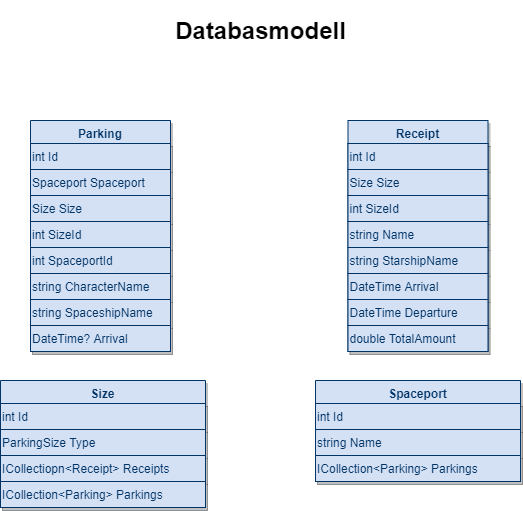 Databasmodell
Parking
int Id
Spaceport Spaceport
Size Size
int SizeId
int SpaceportId
string CharacterName
string SpaceshipName
DateTime? Arrival
Receipt
int Id
Size Size
int SizeId
string Name
string StarshipName
DateTime Arrival
DateTime Departure
double TotalAmount
Size
int Id
ParkingSize Type
ICollectiopn<Receipt> Receipts
ICollection<Parking> Parkings
Spaceport
int Id
string Name
ICollection<Parking> Parkings